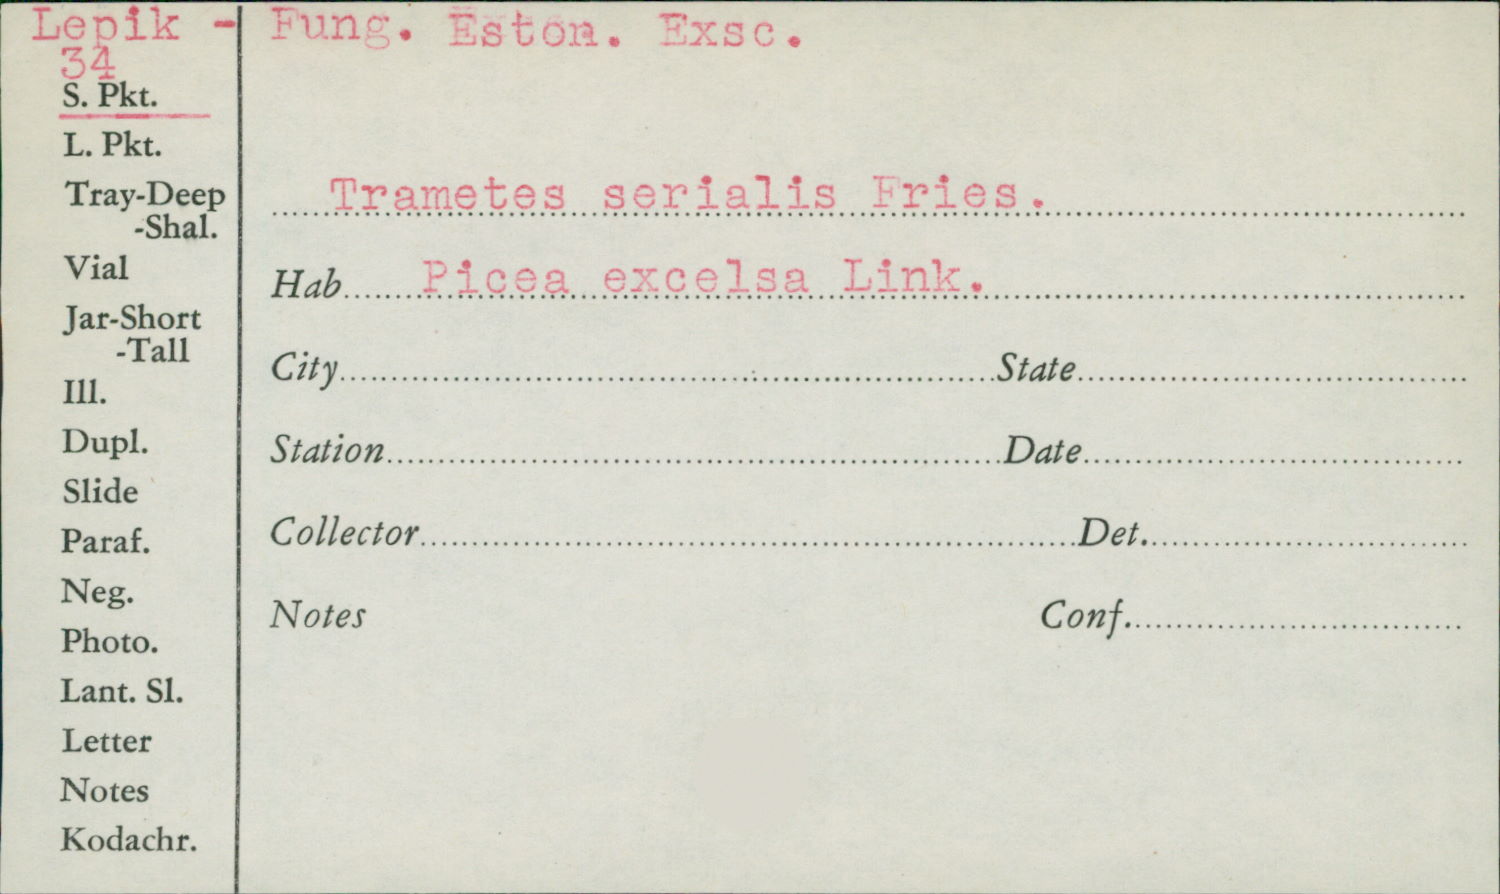 Lepik - Fung. Eston. Exsc.
34
S. Pkt.
L. Pkt.
Tray-Deep
-Shal.
Vial
Jar-Short
-Tall
Ill.
Dupl.
Slide
Paraf.
Neg.
Photo.
Lant. Sl.
Letter
Notes
Kodachr.
Trametes serialis Fries.
Hab. Picea excelsa Link.
City State
Station Date
Collector Det.
Notes Conf.